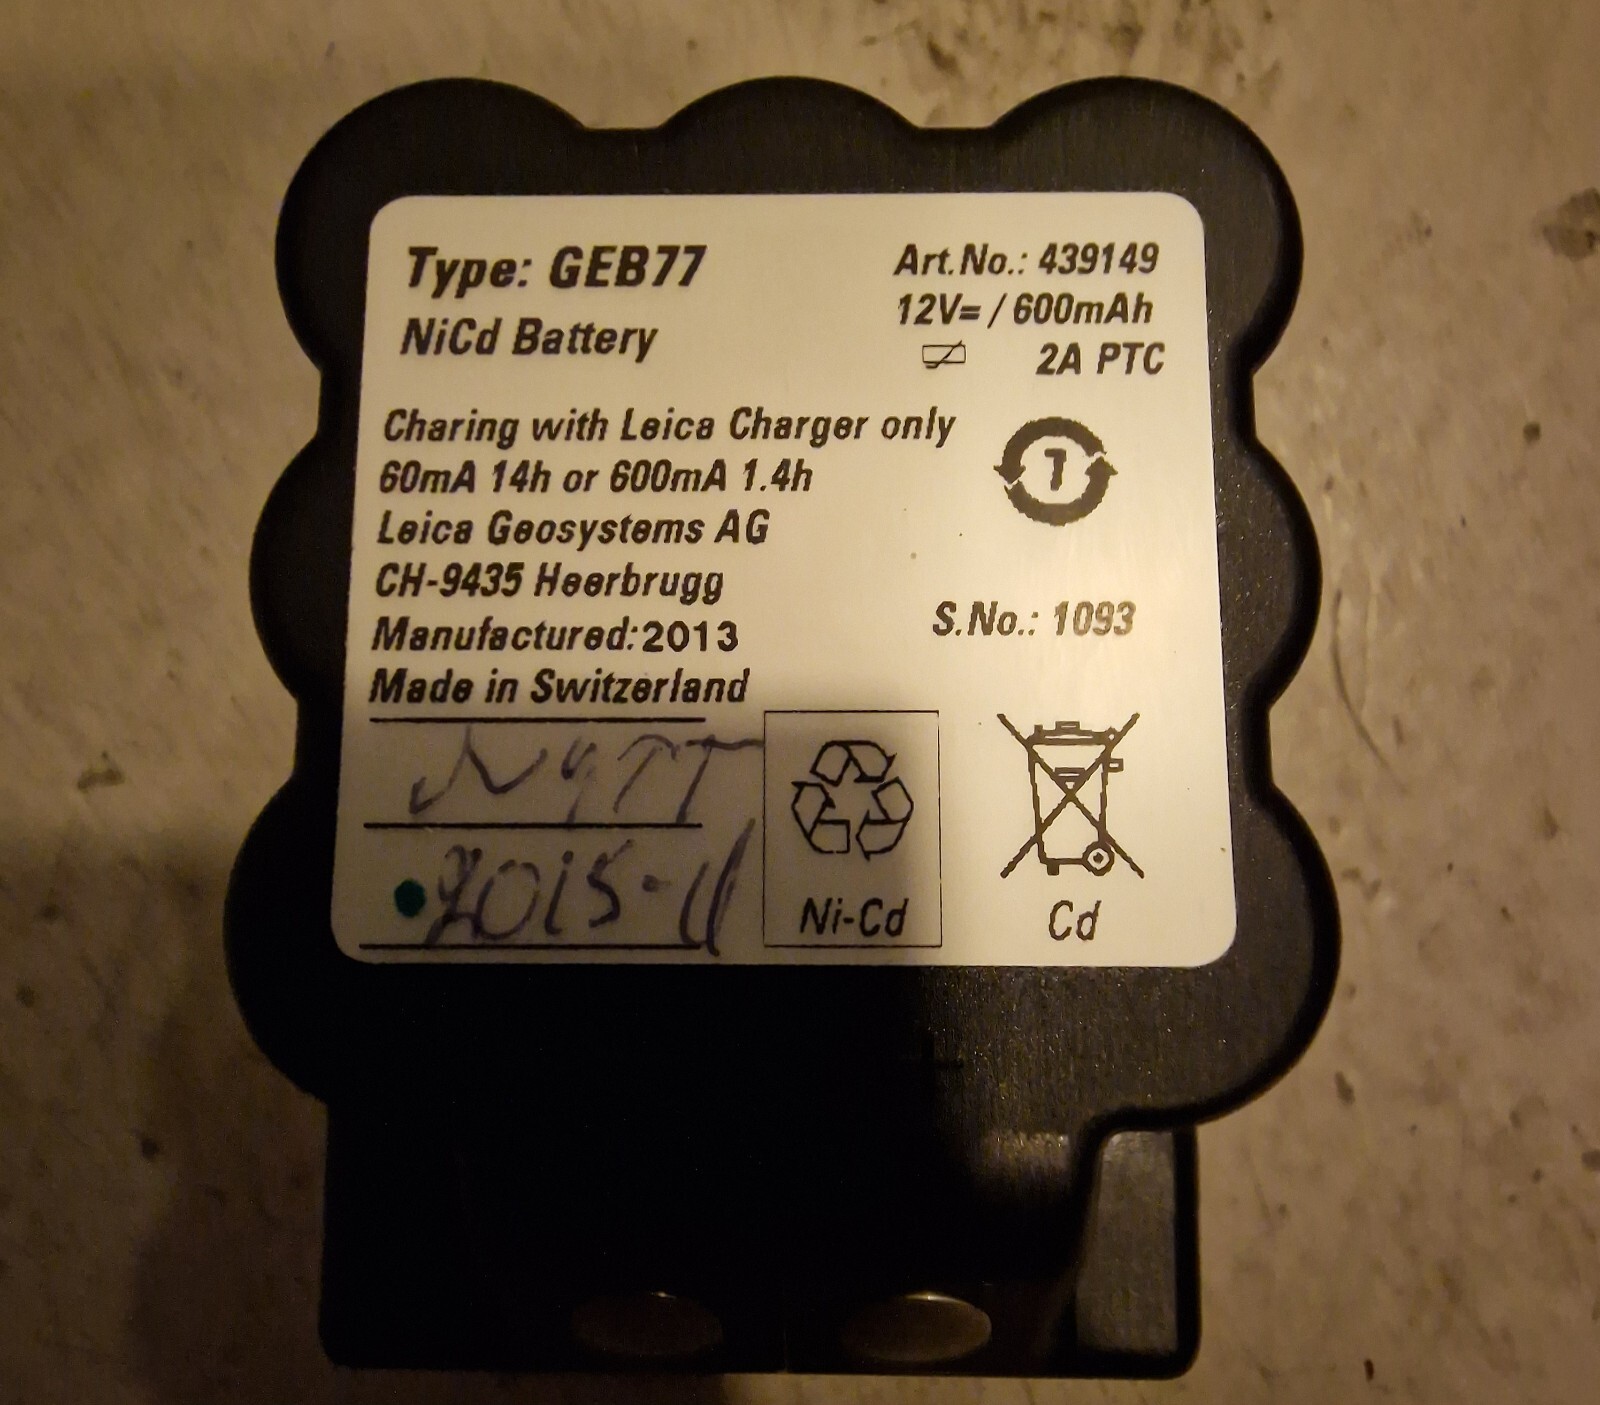 Type: GEB77
NiCd Battery
Art.No.: 439149
12V= / 600mAh
2A PTC
Charing with Leica Charger only
60mA 14h or 600mA 1.4h
Leica Geosystems AG
CH-9435 Heerbrugg
Manufactured: 2013
Made in Switzerland
7
S.No.: 1093
NYTT
2015-11
Ni-Cd
Cd